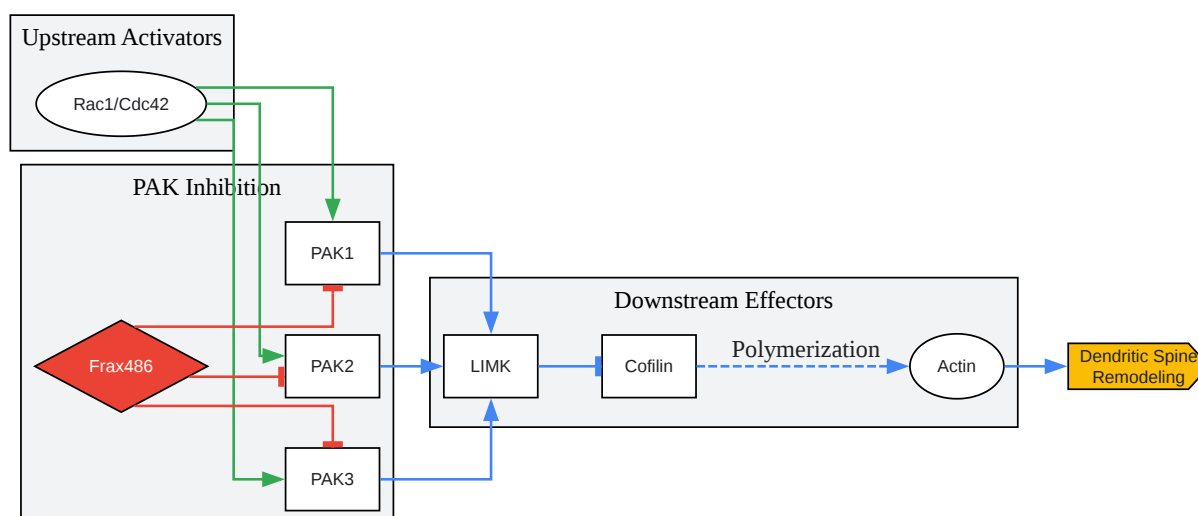 Upstream Activators
Rac1/Cdc42
PAK Inhibition
PAK1
Frax486
PAK2
PAK3
Downstream Effectors
LIMK
Cofilin
Polymerization
Actin
Dendritic Spine
Remodeling